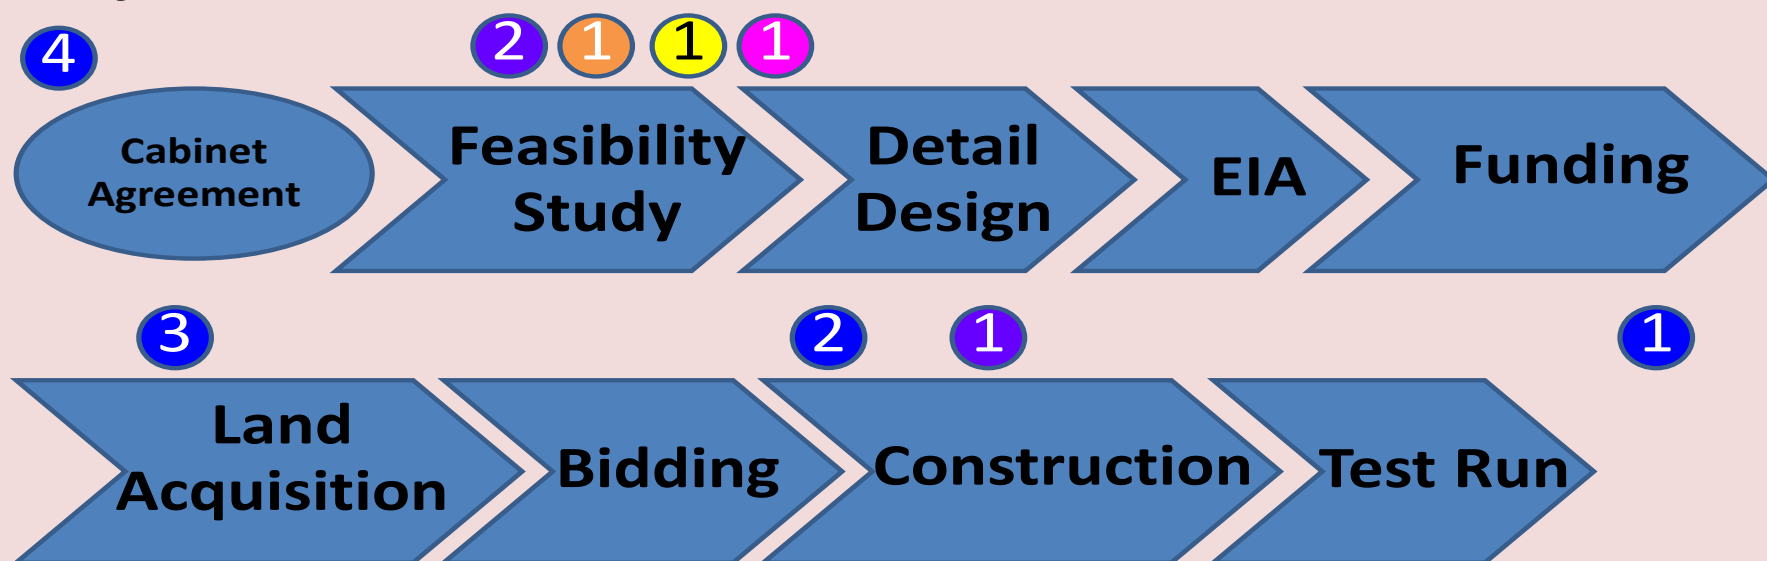 4
2 1 1 1
Cabinet
Agreement
Feasibility
Study
Detail
Design
EIA
Funding
3
2
1
1
Land
Acquisition
Bidding
Construction
Test Run